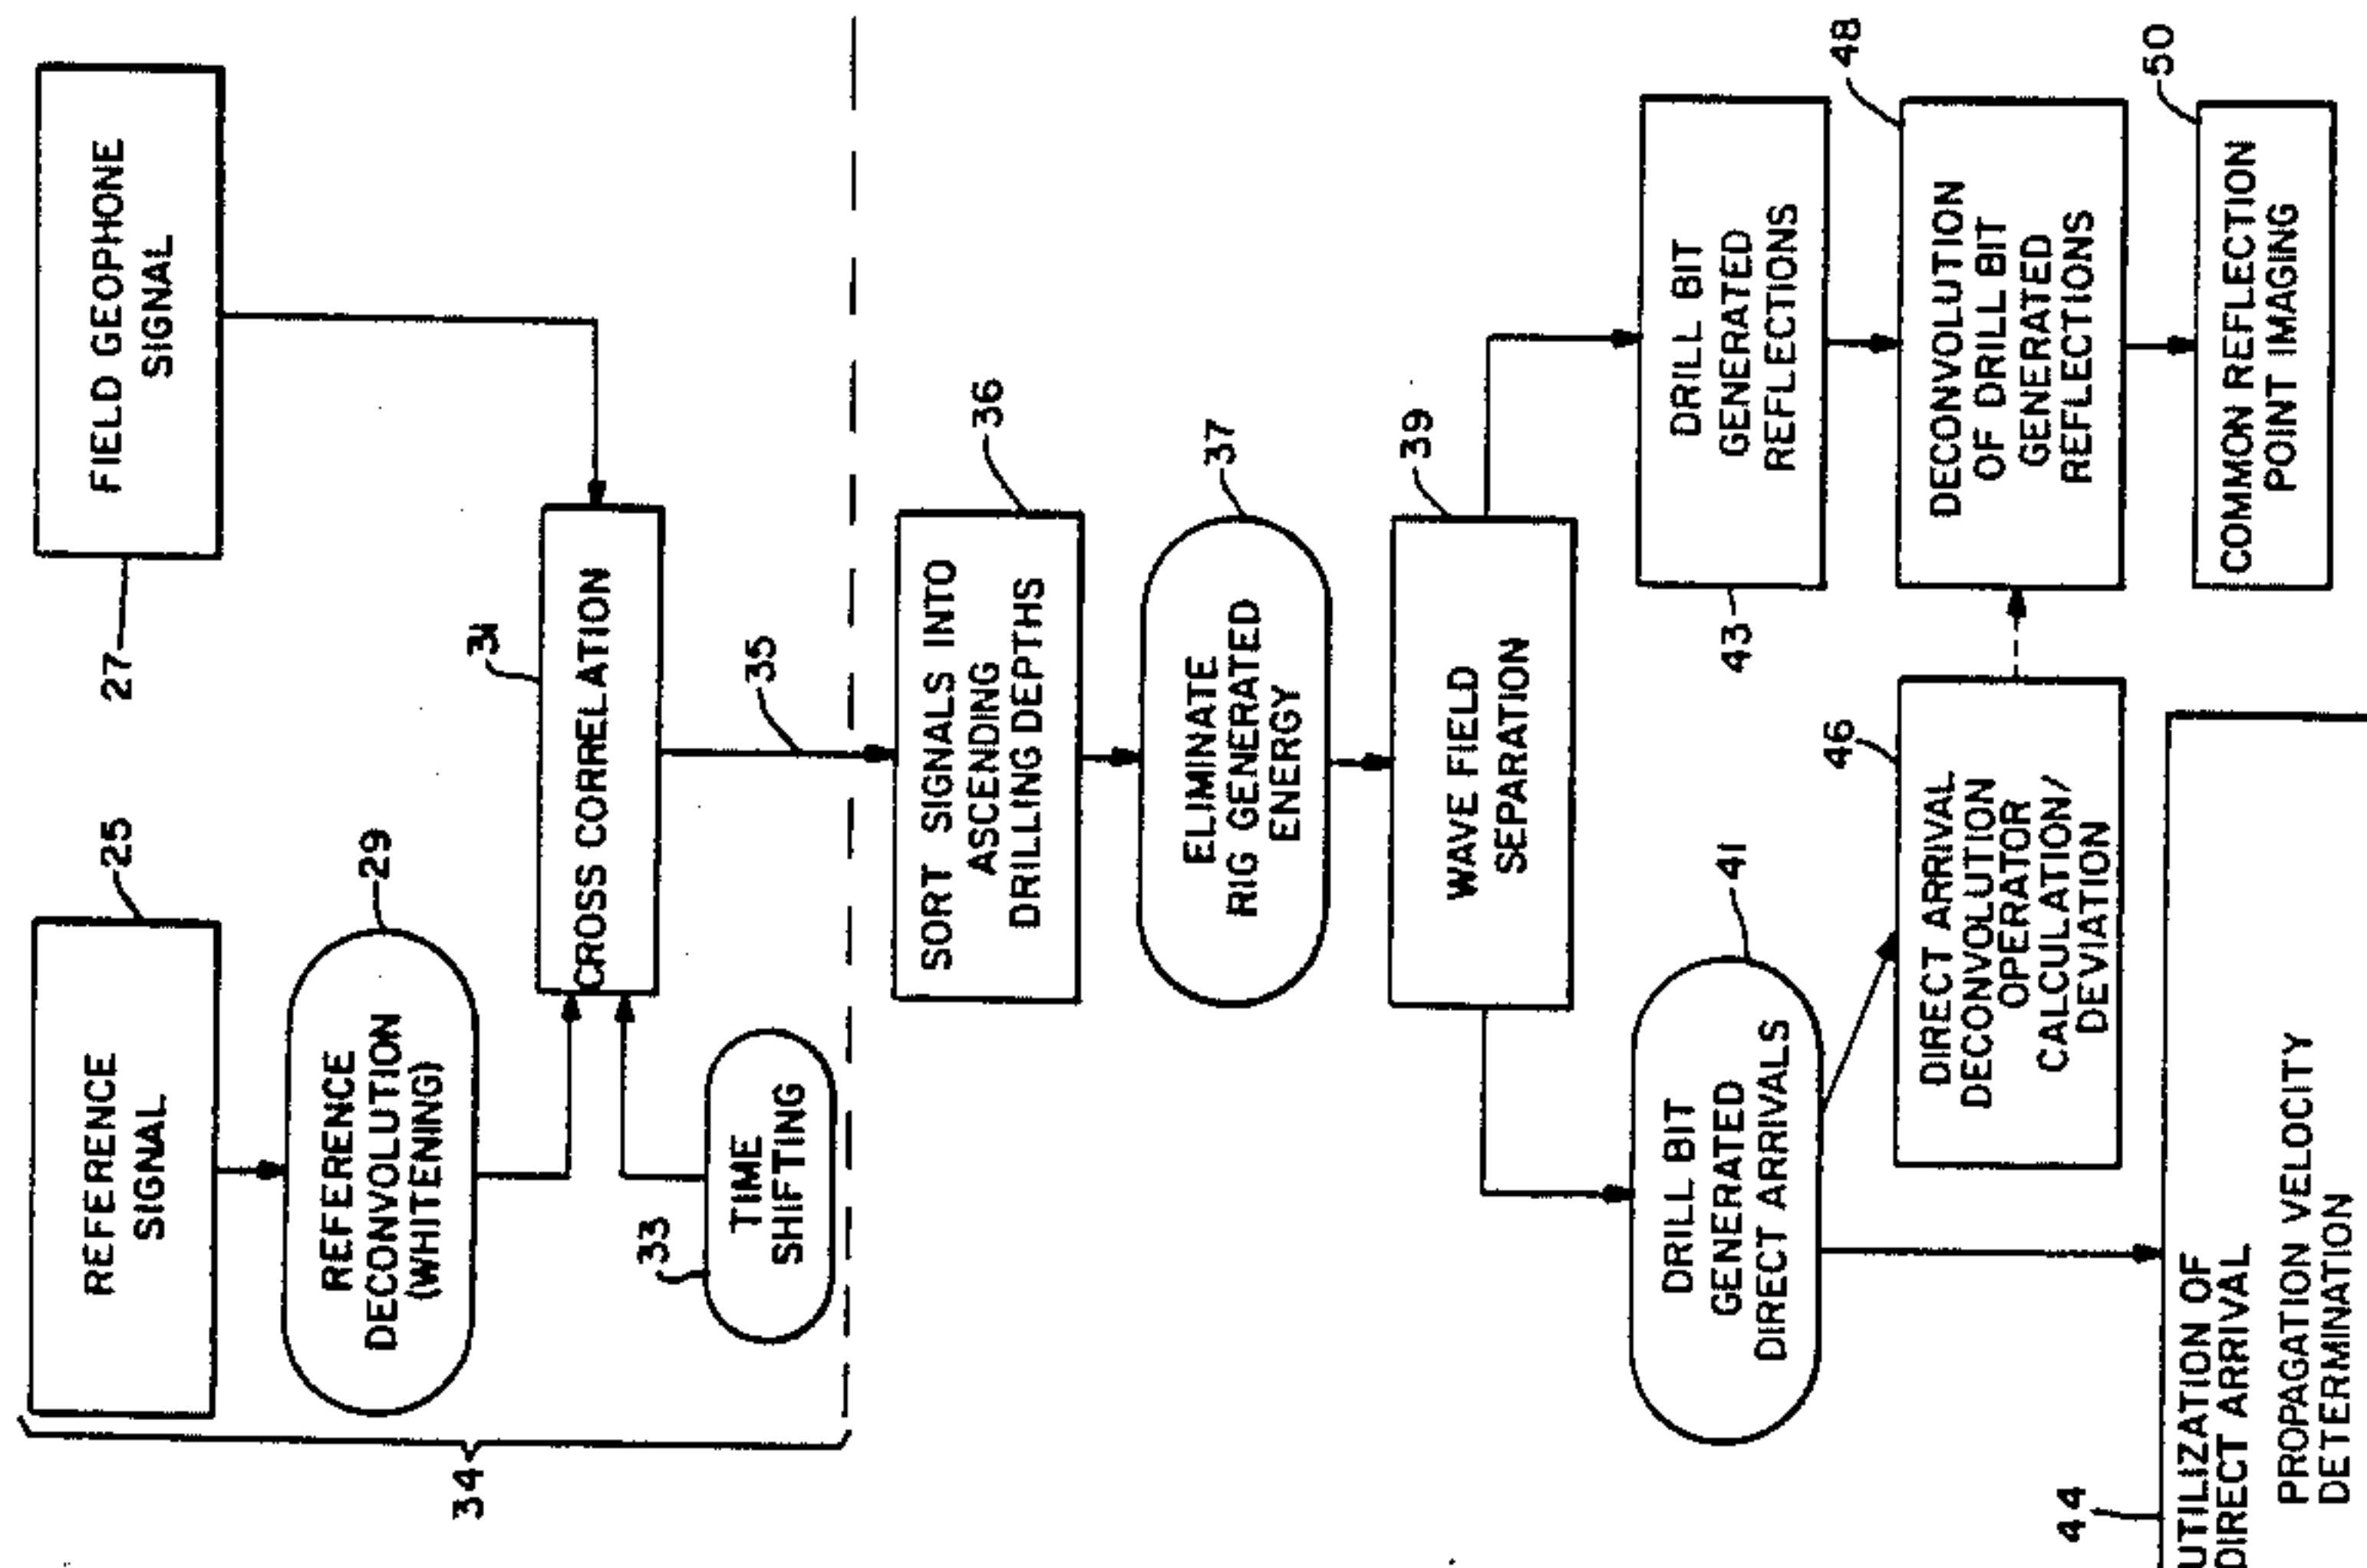 REFERENCE
SIGNAL
25
FIELD GEOPHONE
SIGNAL
27
REFERENCE
DECONVOLUTION
(WHITENING)
29
31
CROSS CORRELATION
TIME
SHIFTING
33
34
35
SORT SIGNALS INTO
ASCENDING
DRILLING DEPTHS
36
ELIMINATE
RIG GENERATED
ENERGY
37
WAVE FIELD
SEPARATION
39
DRILL BIT
GENERATED
DIRECT ARRIVALS
41
DRILL BIT
GENERATED
REFLECTIONS
43
DIRECT ARRIVAL
DECONVOLUTION
OPERATOR
CALCULATION/
DEVIATION
46
DECONVOLUTION
OF DRILL BIT
GENERATED
REFLECTIONS
48
44
UTILIZATION OF
DIRECT ARRIVAL
PROPAGATION VELOCITY
DETERMINATION
COMMON REFLECTION
POINT IMAGING
50